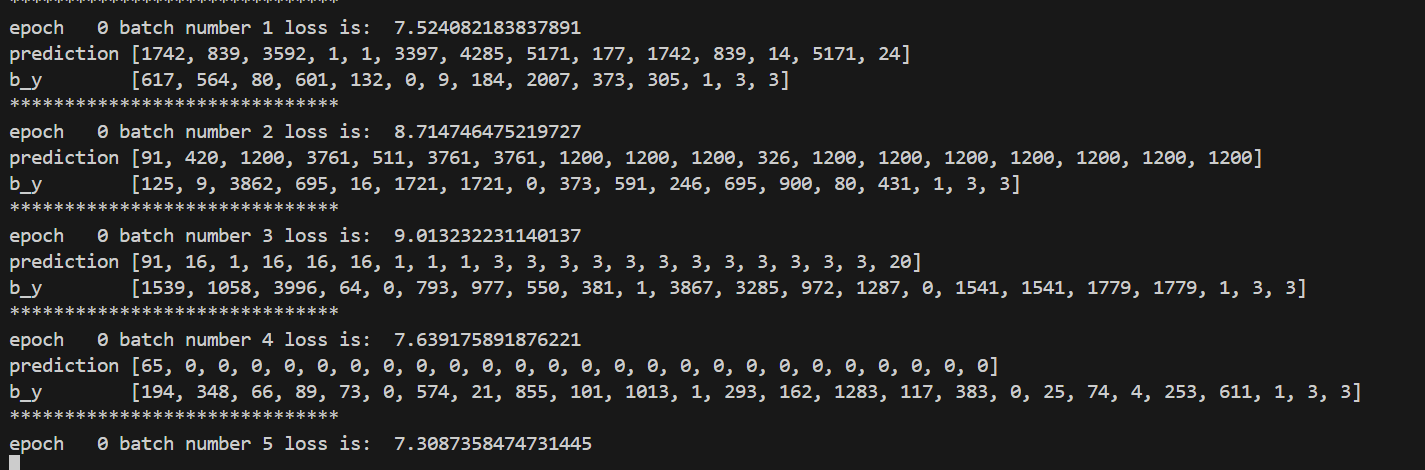 ******************************
epoch   0 batch number 1 loss is:  7.524082183837891
prediction [1742, 839, 3592, 1, 1, 3397, 4285, 5171, 177, 1742, 839, 14, 5171, 24]
b_y        [617, 564, 80, 601, 132, 0, 9, 184, 2007, 373, 305, 1, 3, 3]
******************************
epoch   0 batch number 2 loss is:  8.714746475219727
prediction [91, 420, 1200, 3761, 511, 3761, 3761, 1200, 1200, 1200, 326, 1200, 1200, 1200, 1200, 1200, 1200, 1200]
b_y        [125, 9, 3862, 695, 16, 1721, 1721, 0, 373, 591, 246, 695, 900, 80, 431, 1, 3, 3]
******************************
epoch   0 batch number 3 loss is:  9.013232231140137
prediction [91, 16, 1, 16, 16, 16, 1, 1, 1, 3, 3, 3, 3, 3, 3, 3, 3, 3, 3, 3, 3, 20]
b_y        [1539, 1058, 3996, 64, 0, 793, 977, 550, 381, 1, 3867, 3285, 972, 1287, 0, 1541, 1541, 1779, 1779, 1, 3, 3]
******************************
epoch   0 batch number 4 loss is:  7.639175891876221
prediction [65, 0, 0, 0, 0, 0, 0, 0, 0, 0, 0, 0, 0, 0, 0, 0, 0, 0, 0, 0, 0, 0, 0, 0, 0, 0]
b_y        [194, 348, 66, 89, 73, 0, 574, 21, 855, 101, 1013, 1, 293, 162, 1283, 117, 383, 0, 25, 74, 4, 253, 611, 1, 3, 3]
******************************
epoch   0 batch number 5 loss is:  7.3087358474731445